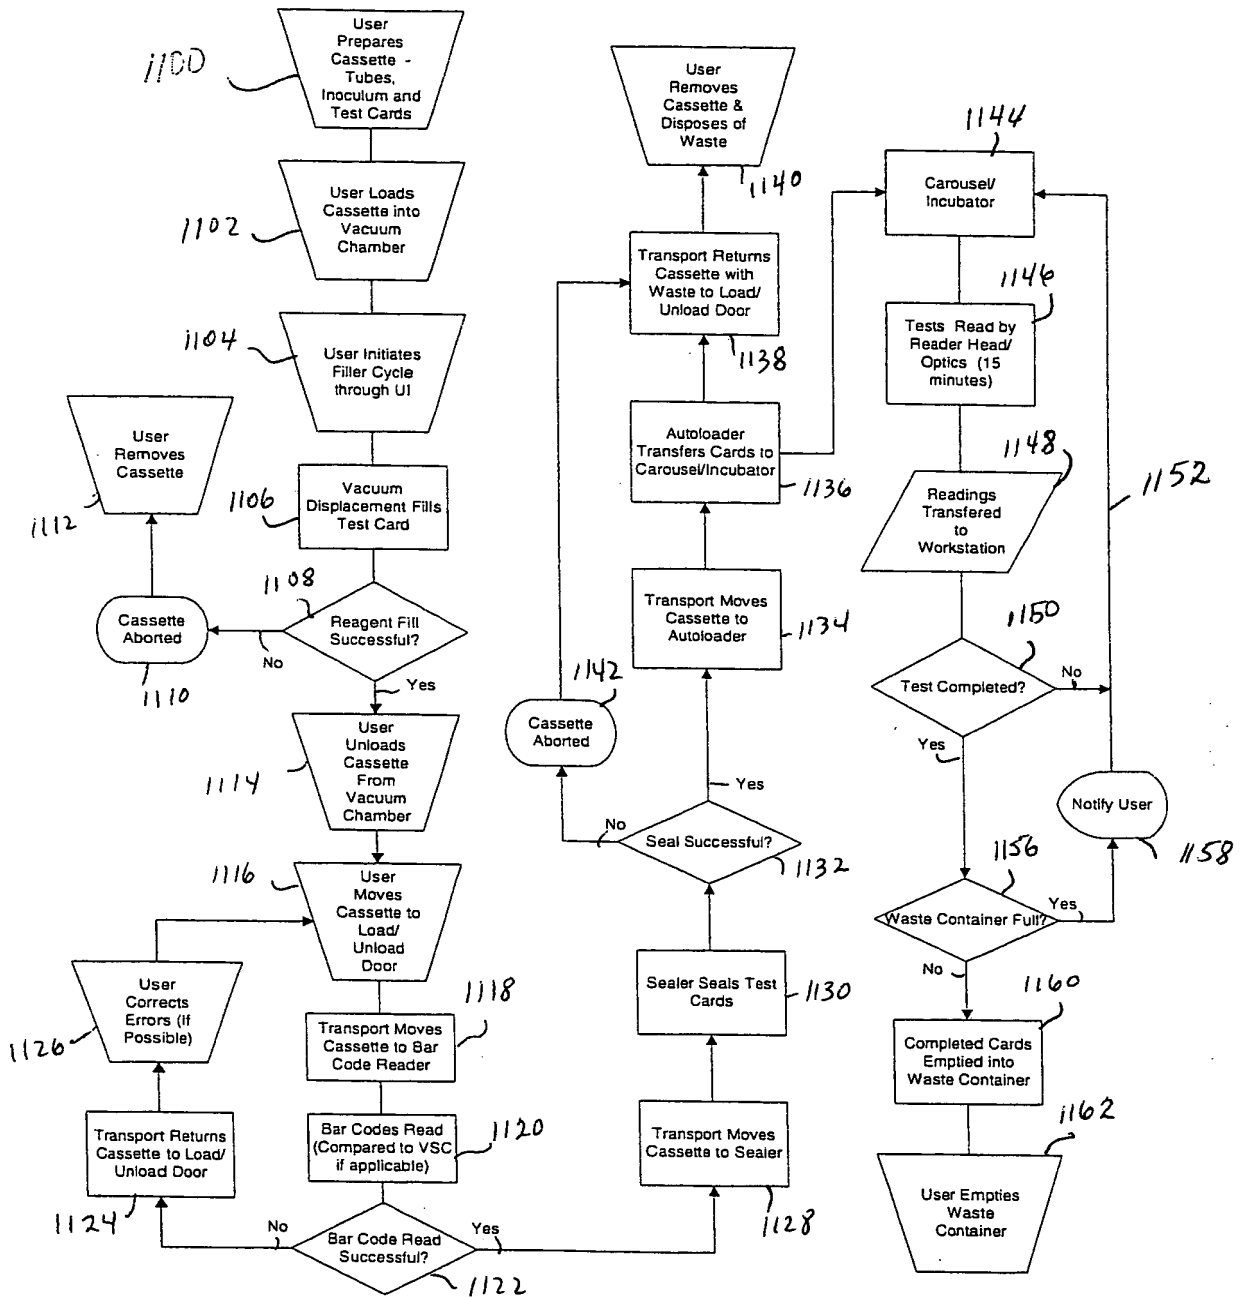 User
Prepares
Cassette -
Tubes,
Inoculum and
Test Cards
1100
User Loads
Cassette into
Vacuum
Chamber
1102
User Initiates
Filler Cycle
through UI
1104
Vacuum
Displacement Fills
Test Card
1106
Reagent Fill
Successful?
1108
No
Yes
Cassette
Aborted
1110
User
Removes
Cassette
1112
User
Unloads
Cassette
From
Vacuum
Chamber
1114
User
Moves
Cassette to
Load/
Unload
Door
1116
Transport Moves
Cassette to Bar
Code Reader
1118
Bar Codes Read
(Compared to VSC
if applicable)
1120
Bar Code Read
Successful?
1122
No
Yes
Transport Returns
Cassette to Load/
Unload Door
1124
User
Corrects
Errors (If
Possible)
1126
Transport Moves
Cassette to Sealer
1128
Sealer Seals Test
Cards
1130
Seal Successful?
1132
No
Yes
Cassette
Aborted
1142
Transport Moves
Cassette to
Autoloader
1134
Autoloader
Transfers Cards to
Carousel/Incubator
1136
Transport Returns
Cassette with
Waste to Load/
Unload Door
1138
User
Removes
Cassette &
Disposes of
Waste
1140
Carousel/
Incubator
1144
Tests Read by
Reader Head/
Optics (15
minutes)
1146
Readings
Transfered
to
Workstation
1148
Test Completed?
1150
No
Yes
1152
Waste Container Full?
1156
Yes
No
Notify User
1158
Completed Cards
Emptied into
Waste Container
1160
User Empties
Waste
Container
1162